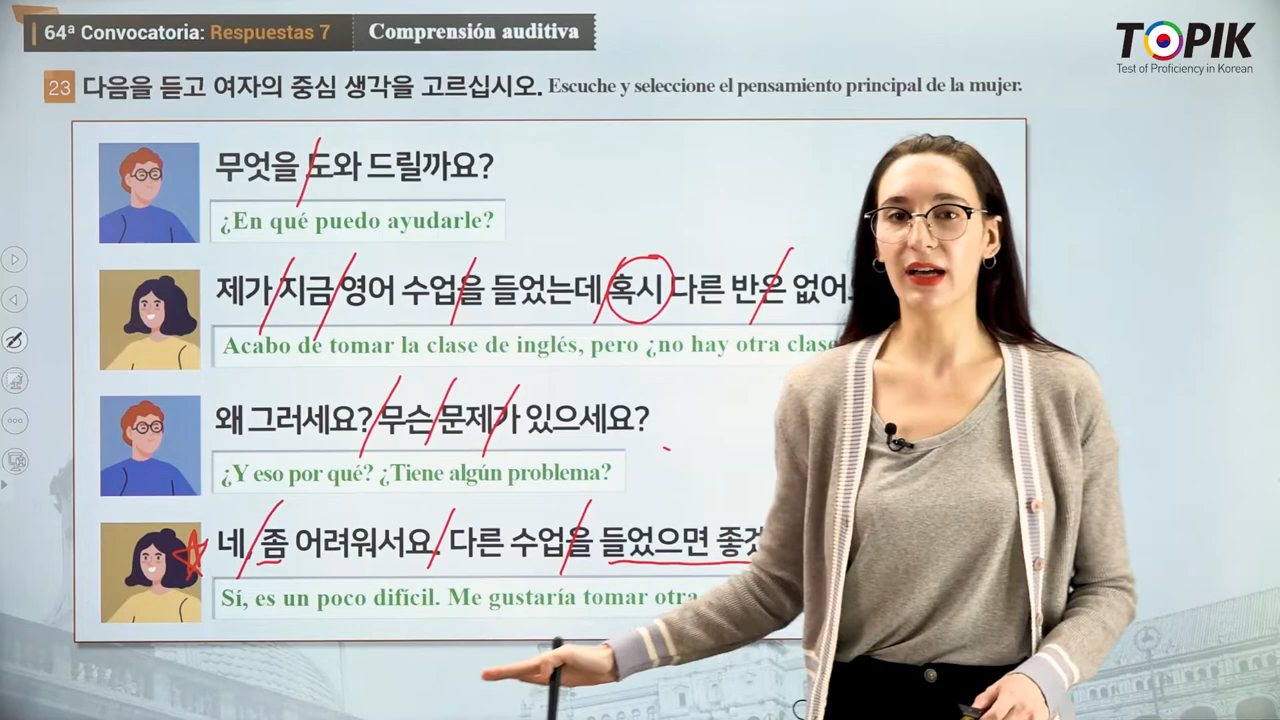 64ª Convocatoria: Respuestas 7
Comprensión auditiva
TOPIK
Test of Proficiency in Korean
23 다음을 듣고 여자의 중심 생각을 고르십시오. Escuche y seleccione el pensamiento principal de la mujer.
무엇을 도와 드릴까요?
¿En qué puedo ayudarle?
제가 지금 영어 수업을 들었는데 혹시 다른 반은
Acabo de tomar la clase de inglés, pero ¿no hay otra clase
왜 그러세요? 무슨 문제가 있으세요?
¿Y eso por qué? ¿Tiene algún problema?
네, 좀 어려워서요. 다른 수업을 들었으면
Sí, es un poco difícil. Me gustaría tomar otra